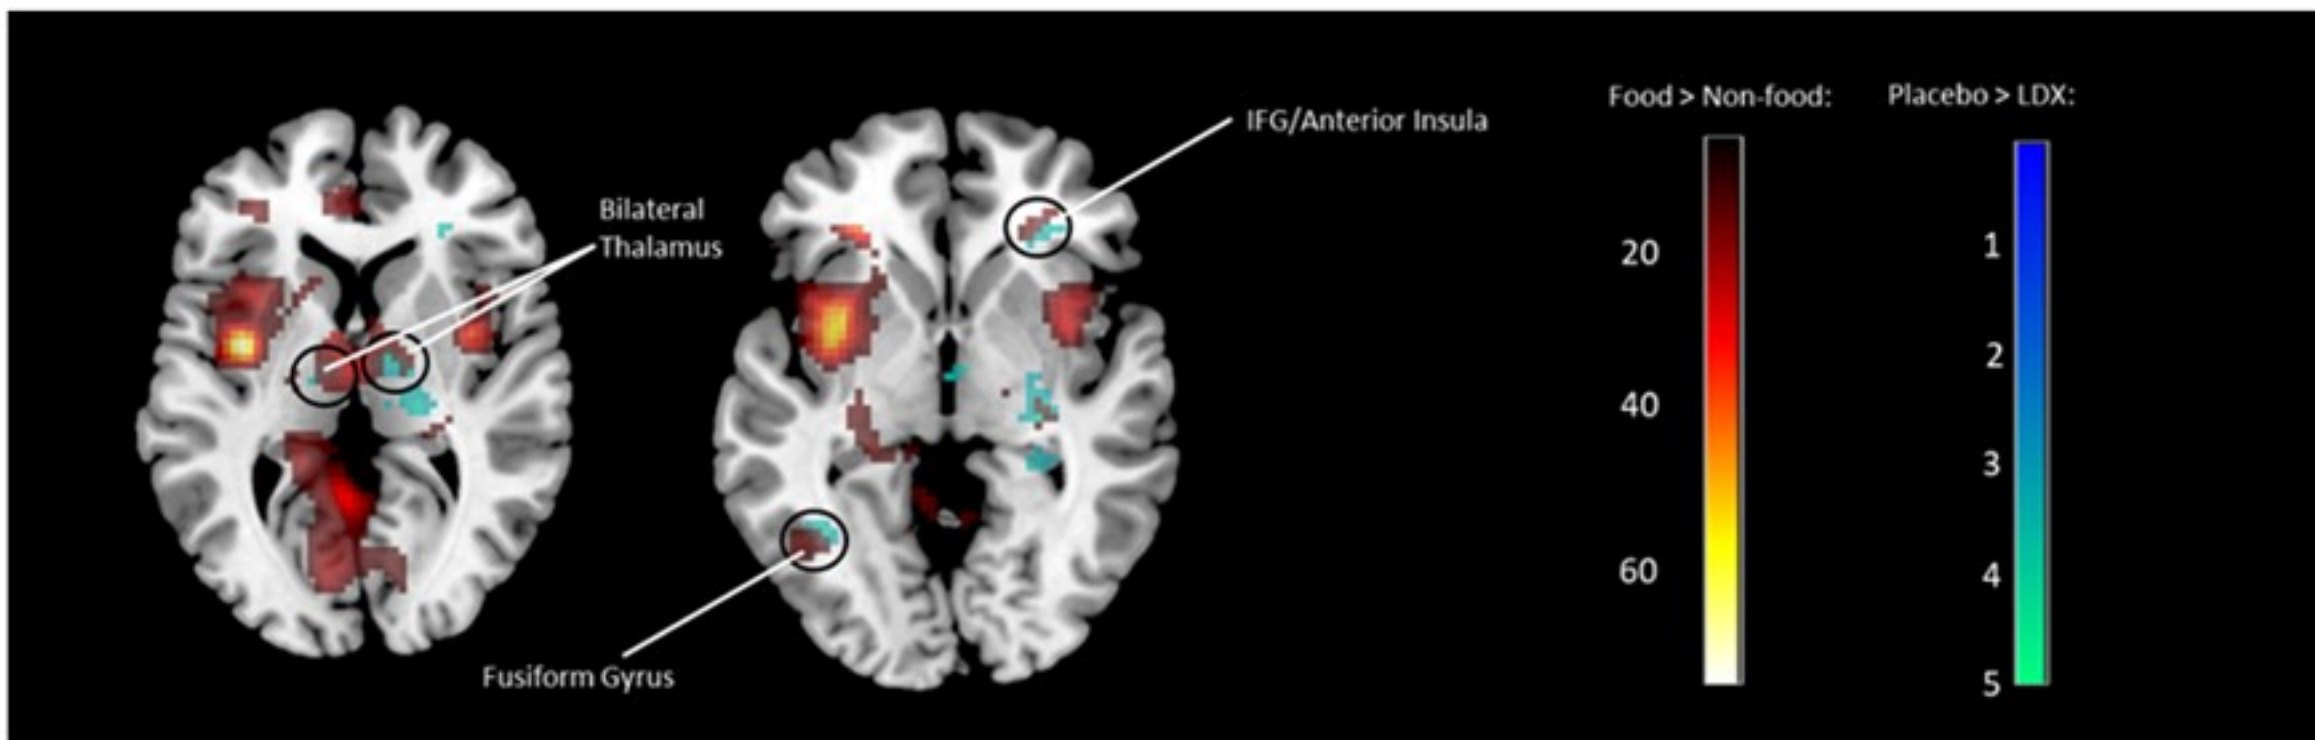 Food > Non-food:
Placebo > LDX:
IFG/Anterior Insula
Bilateral
Thalamus
Fusiform Gyrus
20
40
60
1
2
3
4
5